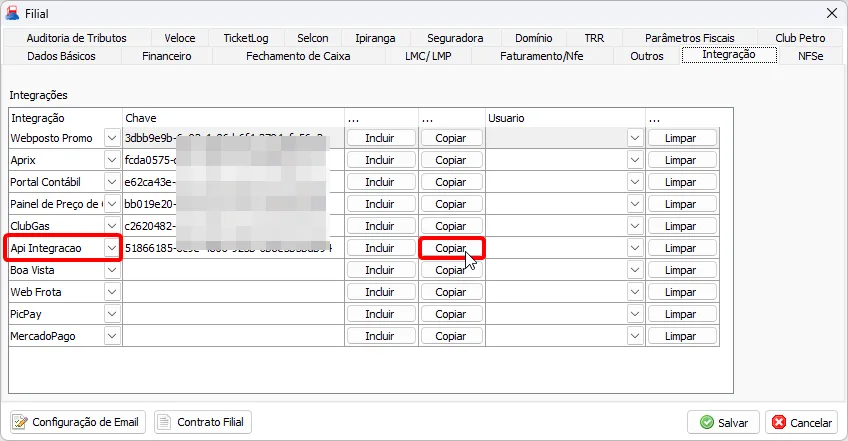 Filial
Auditoria de Tributos Veloce TicketLog Selcon Ipiranga Seguradora Domínio TRR Parâmetros Fiscais Club Petro
Dados Básicos Financeiro Fechamento de Caixa LMC/ LMP Faturamento/Nfe Outros Integração NFSe
Integrações
Integração Chave ... ... Usuario ...
Webposto Promo Incluir Copiar Limpar
Aprix fcda0575- Incluir Copiar Limpar
Portal Contábil e62ca43e- Incluir Copiar Limpar
Painel de Preço de bb019e20- Incluir Copiar Limpar
ClubGas c2620482- Incluir Copiar Limpar
Api Integracao 51866185- Incluir Copiar Limpar
Boa Vista Incluir Copiar Limpar
Web Frota Incluir Copiar Limpar
PicPay Incluir Copiar Limpar
MercadoPago Incluir Copiar Limpar
Configuração de Email Contrato Filial Salvar Cancelar